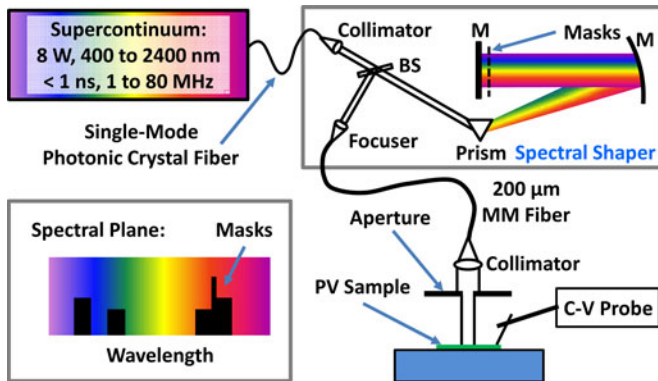 Supercontinuum:
8 W, 400 to 2400 nm
< 1 ns, 1 to 80 MHz
Single-Mode
Photonic Crystal Fiber
Collimator
BS
Focuser
M
Masks
M
Prism
Spectral Shaper
200 µm
MM Fiber
Aperture
Collimator
PV Sample
C-V Probe
Spectral Plane:
Masks
Wavelength